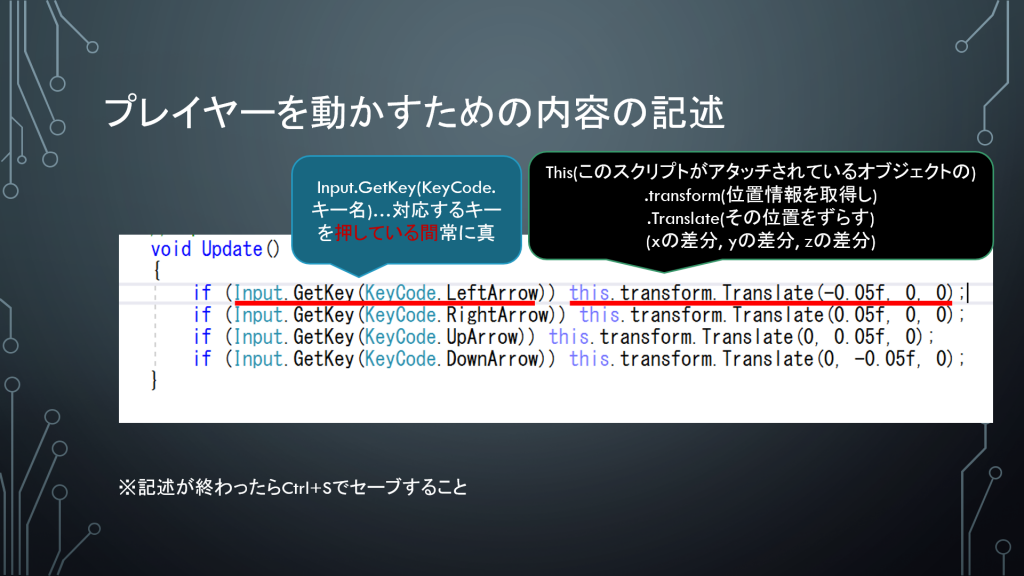 プレイヤーを動かすための内容の記述
Input.GetKey(KeyCode.
キー名)…対応するキー
を押している間常に真
This(このスクリプトがアタッチされているオブジェクトの)
.transform(位置情報を取得し)
.Translate(その位置をずらす)
(xの差分, yの差分, zの差分)
void Update()
{
if (Input.GetKey(KeyCode.LeftArrow)) this.transform.Translate(-0.05f, 0, 0);
if (Input.GetKey(KeyCode.RightArrow)) this.transform.Translate(0.05f, 0, 0);
if (Input.GetKey(KeyCode.UpArrow)) this.transform.Translate(0, 0.05f, 0);
if (Input.GetKey(KeyCode.DownArrow)) this.transform.Translate(0, -0.05f, 0);
}
※記述が終わったらCtrl+Sでセーブすること